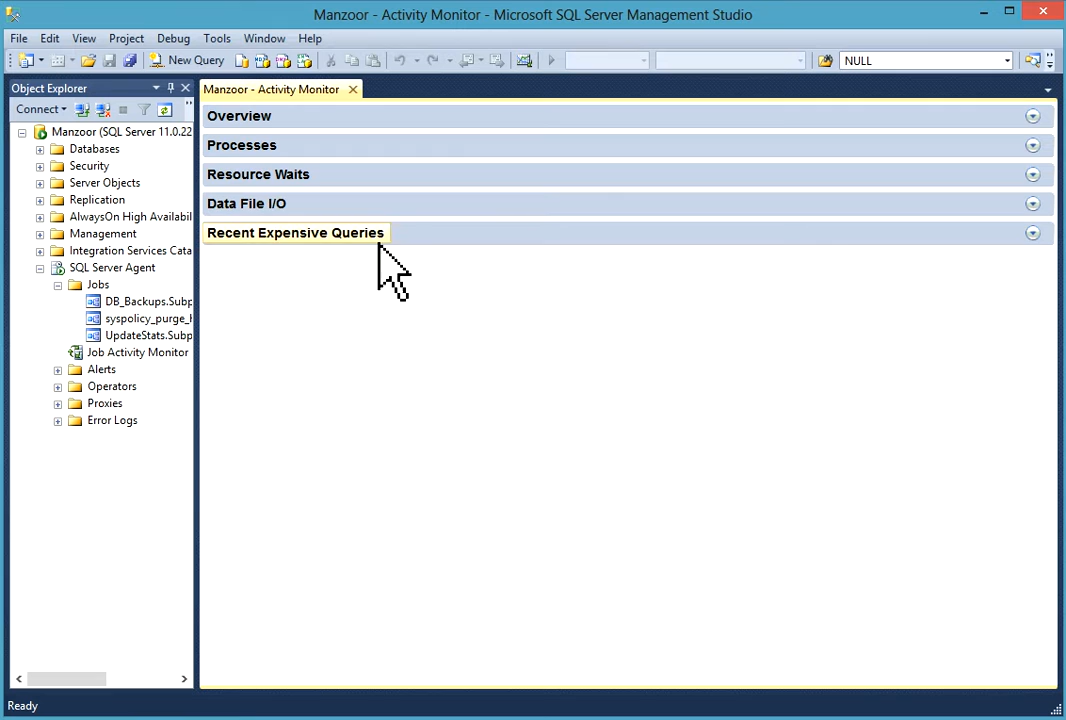 Manzoor - Activity Monitor - Microsoft SQL Server Management Studio
File Edit View Project Debug Tools Window Help
New Query NULL
Object Explorer
Manzoor - Activity Monitor
Connect
Overview
Manzoor (SQL Server 11.0.22
Databases
Processes
Security
Resource Waits
Server Objects
Replication
Data File I/O
AlwaysOn High Availabil
Management
Recent Expensive Queries
Integration Services Cata
SQL Server Agent
Jobs
DB_Backups.Subp
syspolicy_purge_h
UpdateStats.Subp
Job Activity Monitor
Alerts
Operators
Proxies
Error Logs
Ready